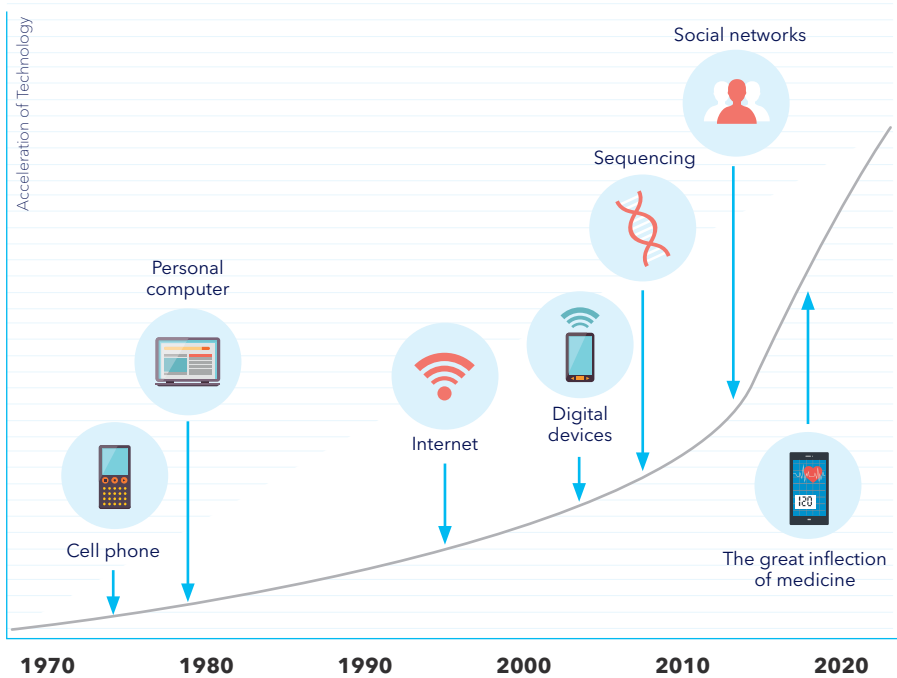 Acceleration of Technology
Social networks
Sequencing
Personal
computer
Digital
devices
Internet
Cell phone
120
The great inflection
of medicine
1970 1980 1990 2000 2010 2020